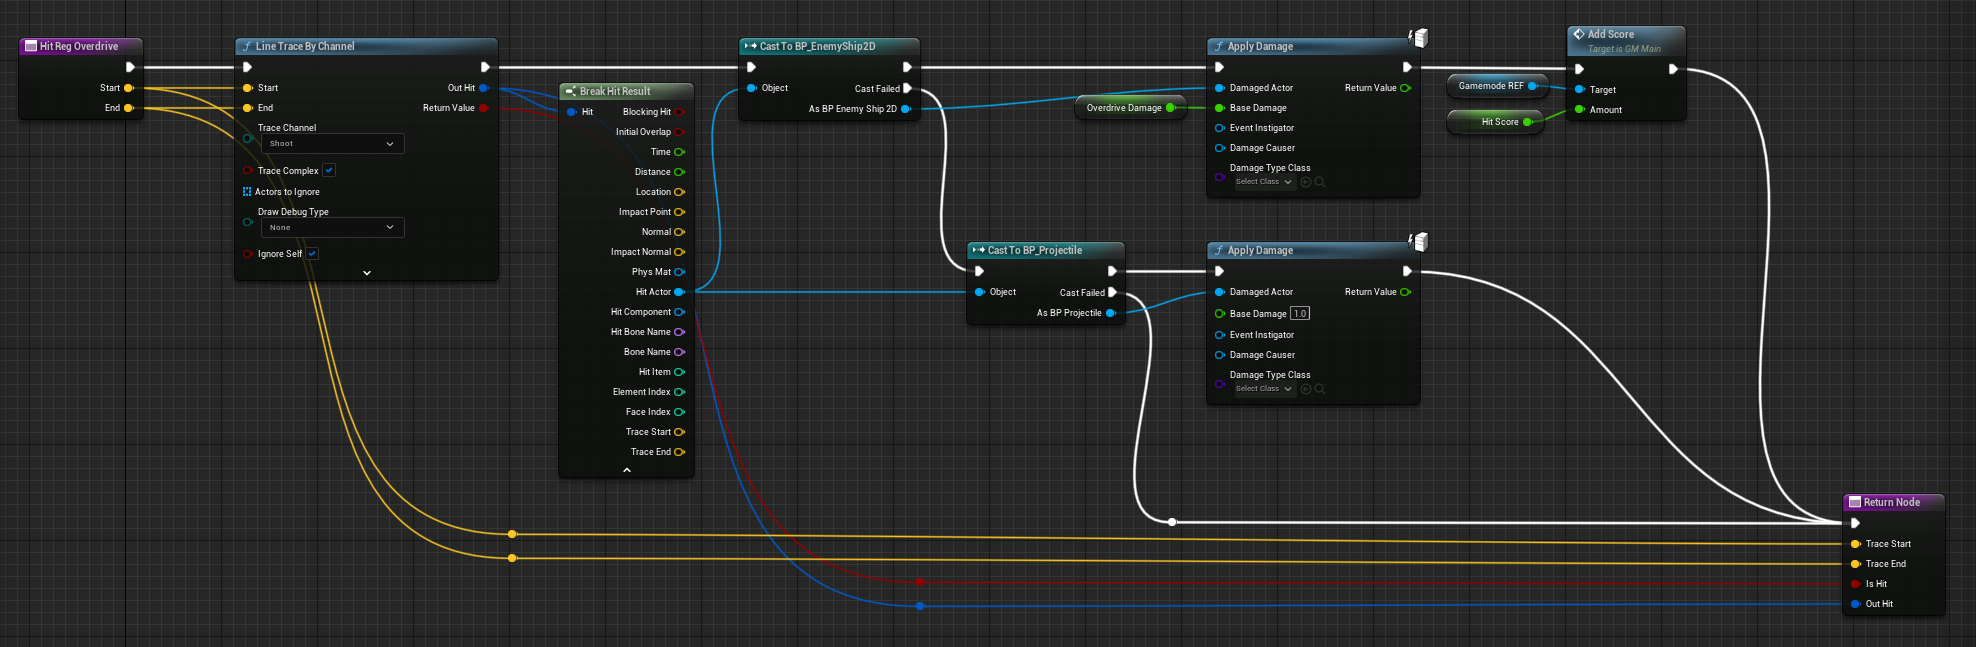 Hit Reg Overdrive
Start
End
Line Trace By Channel
Start
Out Hit
End
Return Value
Trace Channel
Shoot
Trace Complex
Actors to Ignore
Draw Debug Type
None
Ignore Self
Break Hit Result
Hit
Blocking Hit
Initial Overlap
Time
Distance
Location
Impact Point
Normal
Impact Normal
Phys Mat
Hit Actor
Hit Component
Hit Bone Name
Bone Name
Hit Item
Element Index
Face Index
Trace Start
Trace End
Cast To BP_EnemyShip2D
Object
Cast Failed
As BP Enemy Ship 2D
Overdrive Damage
Apply Damage
Damaged Actor
Return Value
Base Damage
Event Instigator
Damage Causer
Damage Type Class
Select Class
Gamemode REF
Hit Score
Add Score
Target is GM Main
Target
Amount
Cast To BP_Projectile
Object
Cast Failed
As BP Projectile
Apply Damage
Damaged Actor
Return Value
Base Damage 1.0
Event Instigator
Damage Causer
Damage Type Class
Select Class
Return Node
Trace Start
Trace End
Is Hit
Out Hit